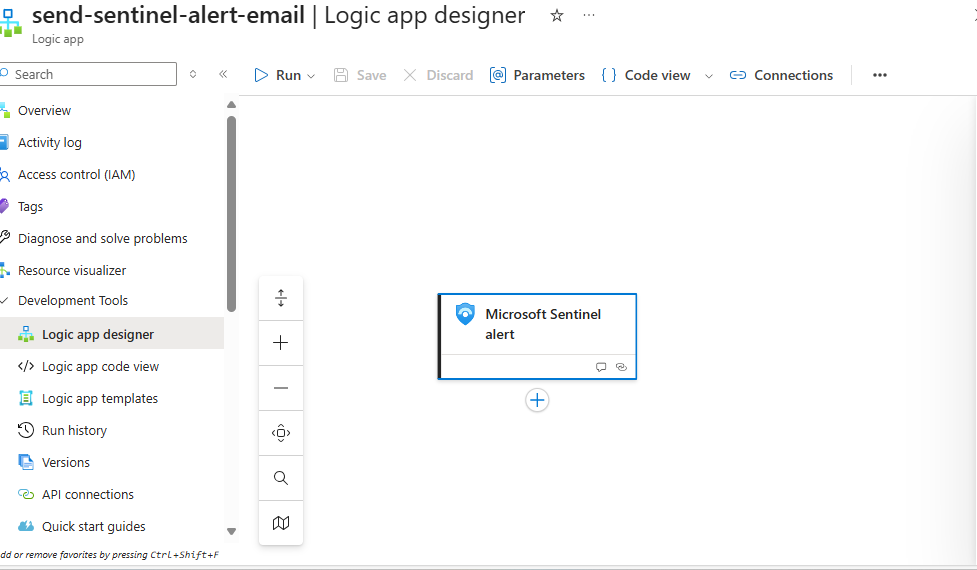 send-sentinel-alert-email | Logic app designer
Logic app
Search
Run
Save
Discard
Parameters
Code view
Connections
Overview
Activity log
Access control (IAM)
Tags
Diagnose and solve problems
Resource visualizer
Development Tools
Logic app designer
Logic app code view
Logic app templates
Run history
Versions
API connections
Quick start guides
dd or remove favorites by pressing Ctrl+Shift+F
Microsoft Sentinel
alert